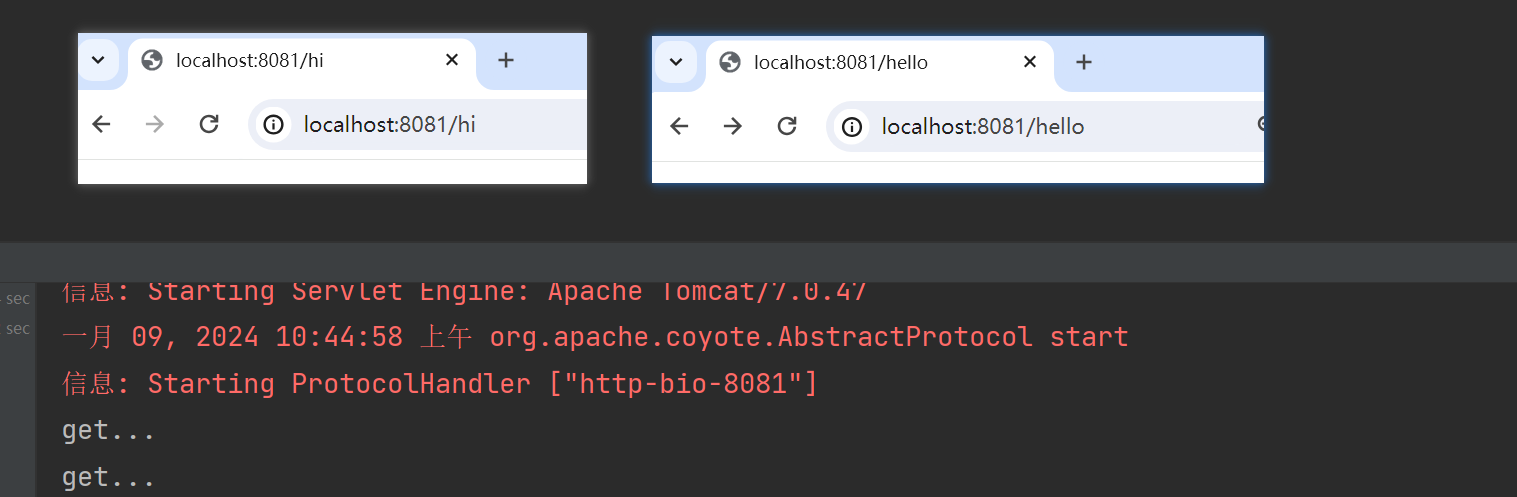 localhost:8081/hi
localhost:8081/hi
localhost:8081/hello
localhost:8081/hello
信息: Starting Servlet Engine: Apache Tomcat/7.0.47
sec
一月 09, 2024 10:44:58 上午 org.apache.coyote.AbstractProtocol start
sec
信息: Starting ProtocolHandler ["http-bio-8081"]
get...
get...